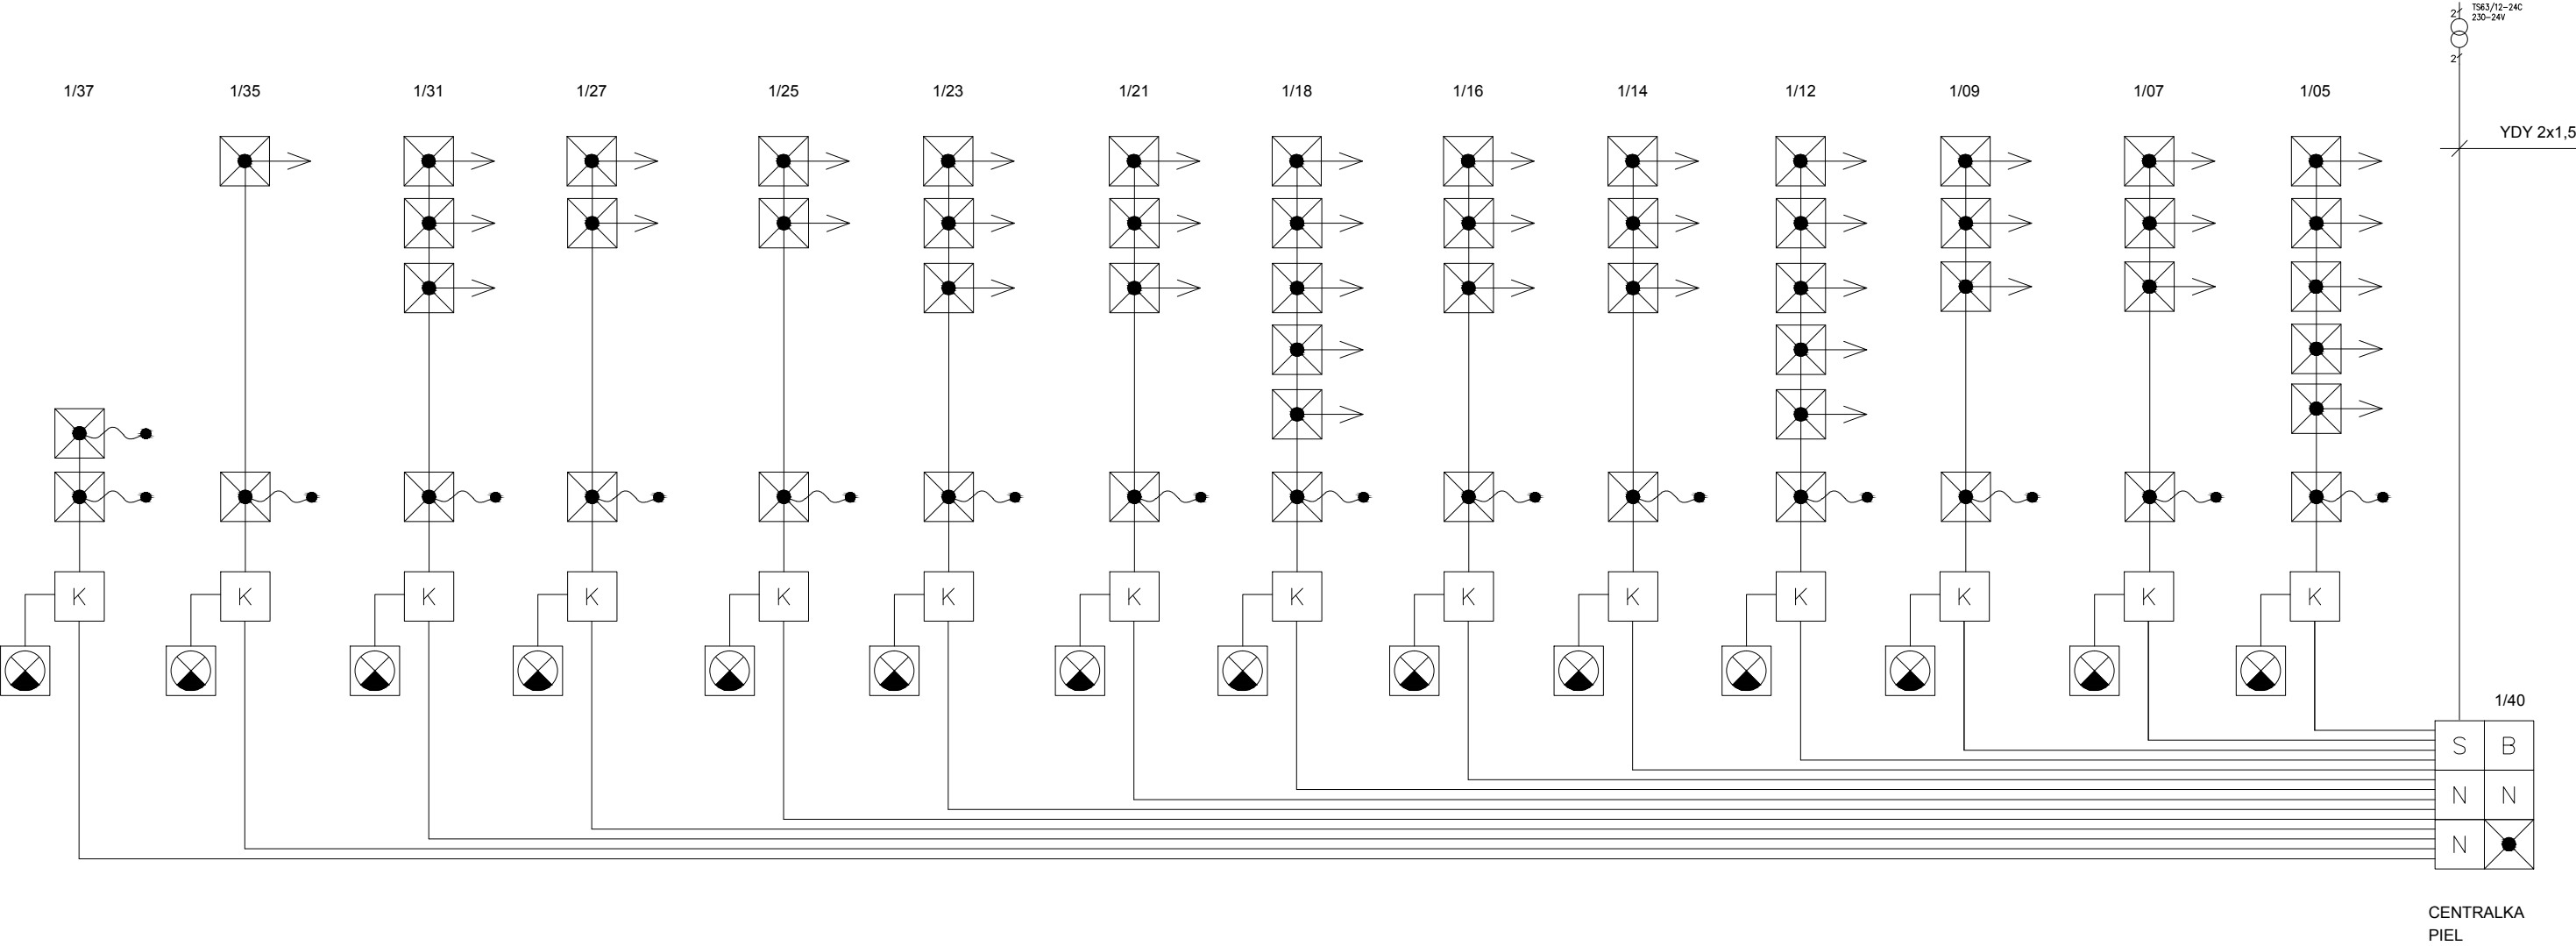 2
TS63/12-24C
230-24V
2
1/37 1/35 1/31 1/27 1/25 1/23 1/21 1/18 1/16 1/14 1/12 1/09 1/07 1/05
YDY 2x1,5
K K K K K K K K K K K K K K
1/40
S B
N N
N
CENTRALKA
PIEL